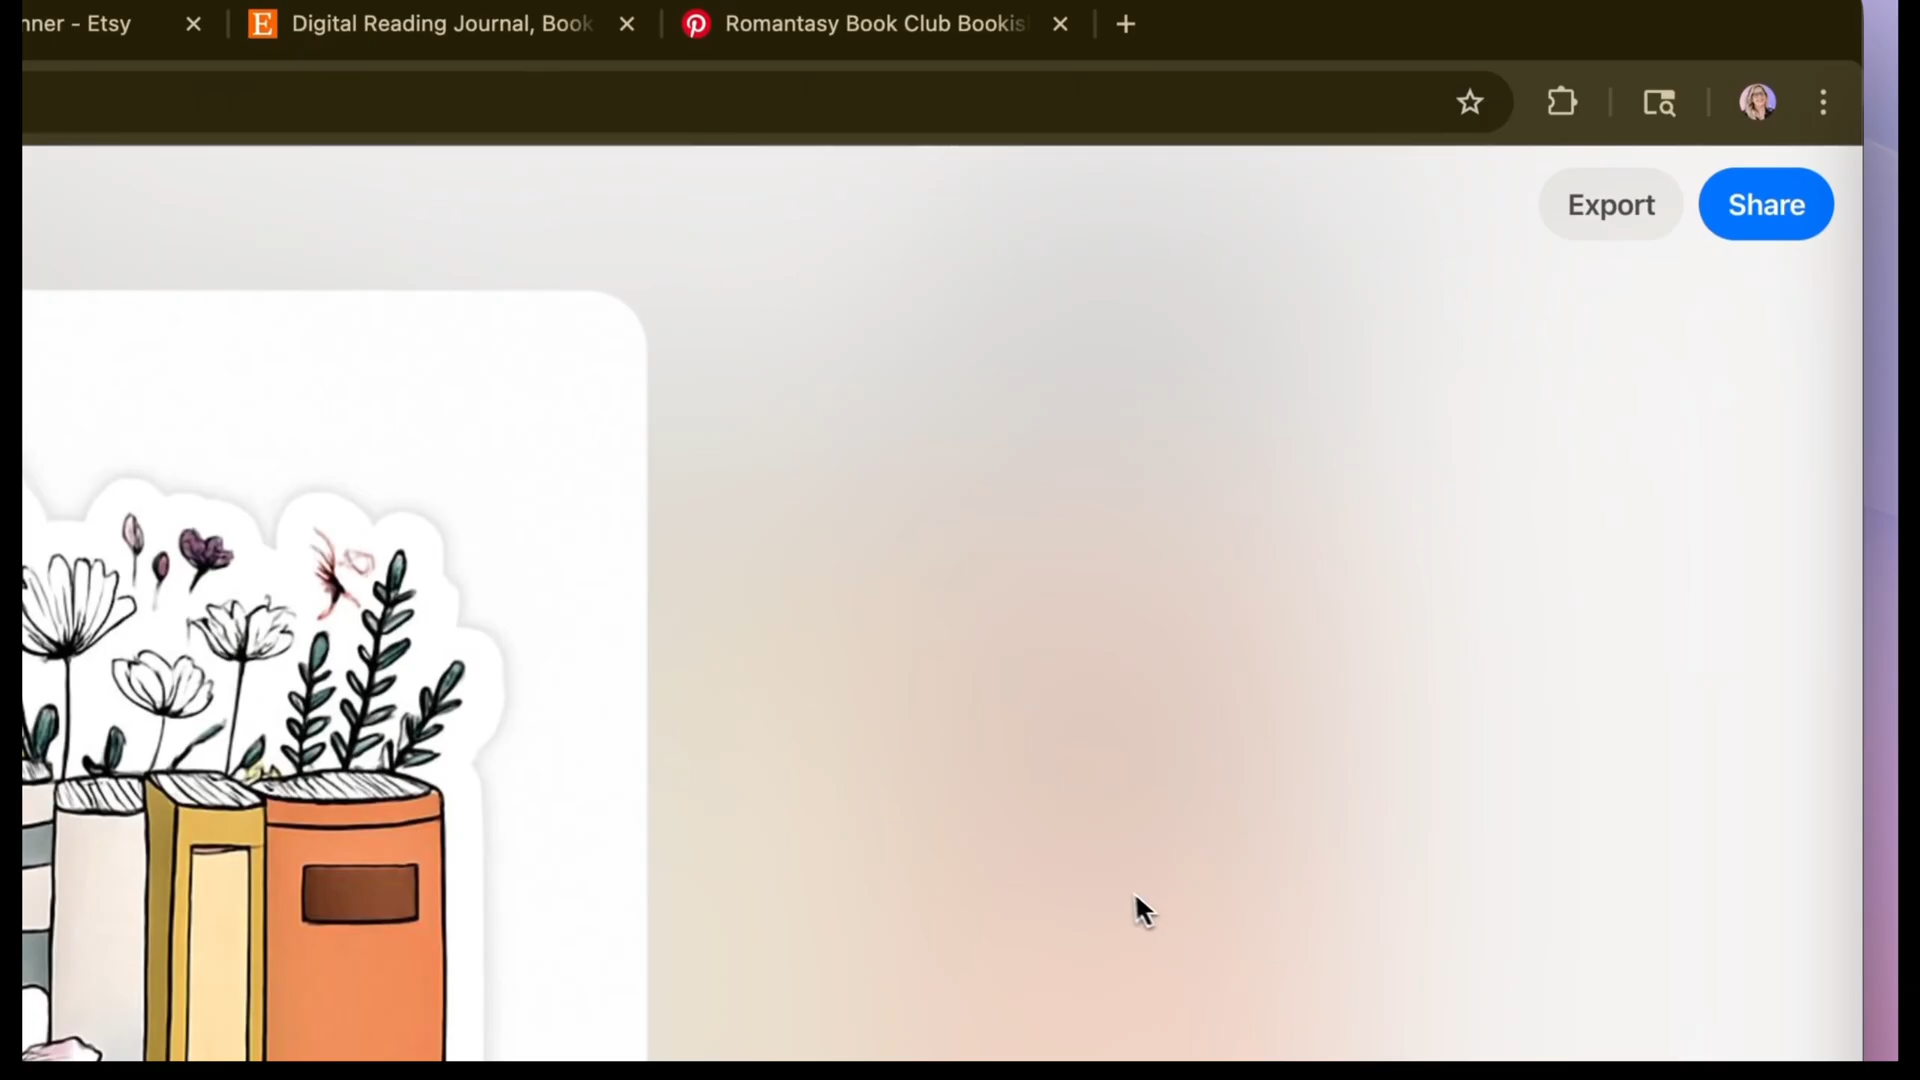 nner - Etsy
Digital Reading Journal, Book
Romantasy Book Club Bookis
Export
Share